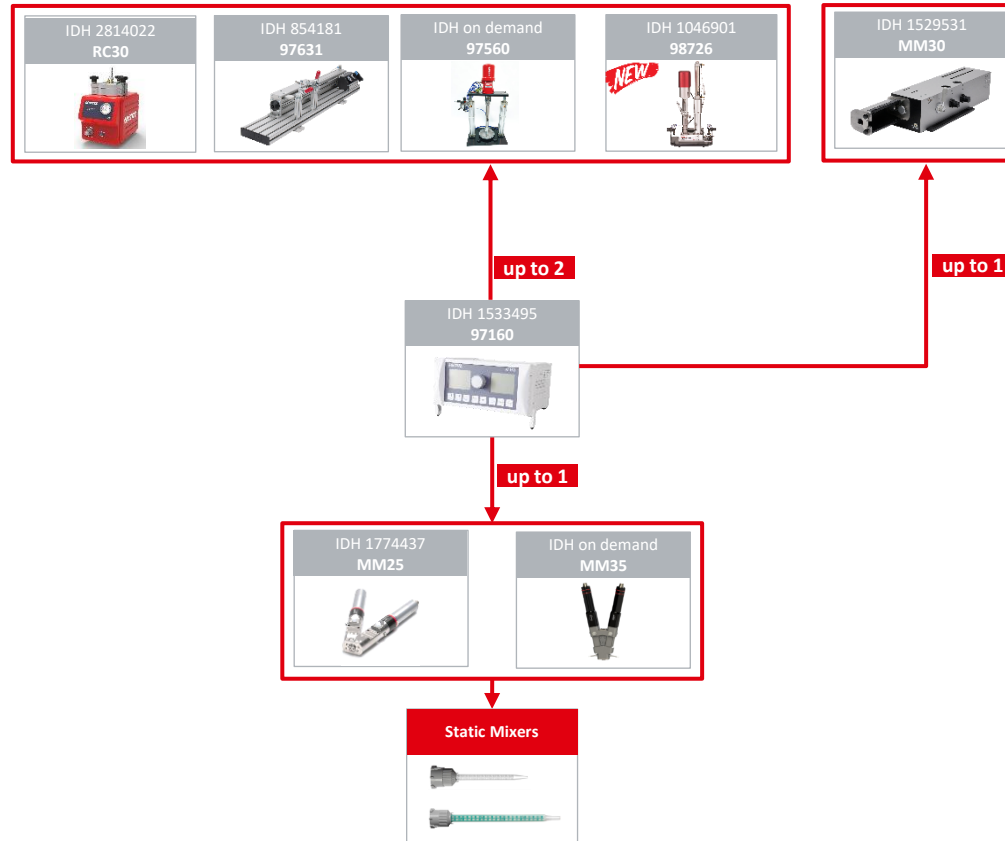 IDH 2814022
RC30
IDH 854181
97631
IDH on demand
97560
IDH 1046901
98726
NEW
IDH 1529531
MM30
up to 2
up to 1
IDH 1533495
97160
up to 1
IDH 1774437
MM25
IDH on demand
MM35
Static Mixers